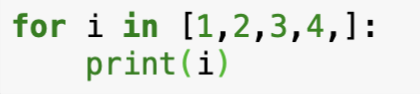 for i in [1,2,3,4,]:
    print(i)